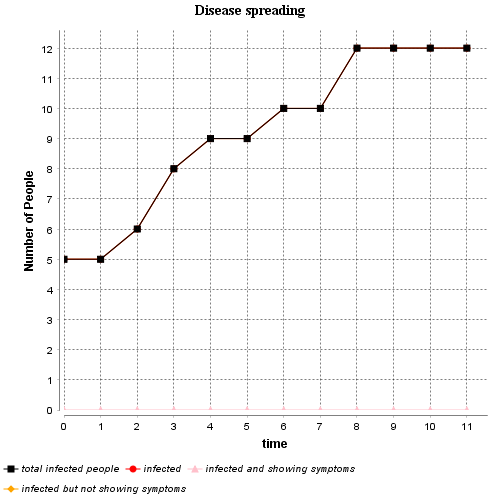 Disease spreading
Number of People
12
11
10
9
8
7
6
5
4
3
2
1
0
0 1 2 3 4 5 6 7 8 9 10 11
time
total infected people infected infected and showing symptoms
infected but not showing symptoms